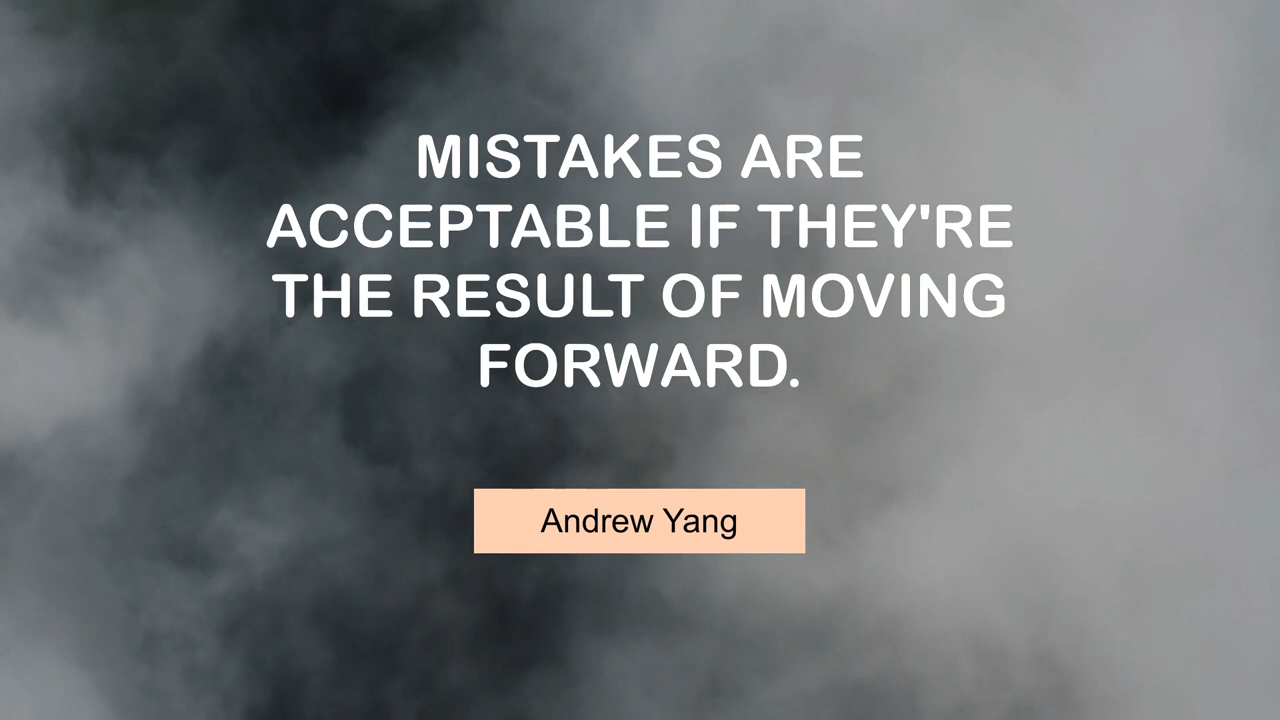 MISTAKES ARE
ACCEPTABLE IF THEY'RE
THE RESULT OF MOVING
FORWARD.
Andrew Yang